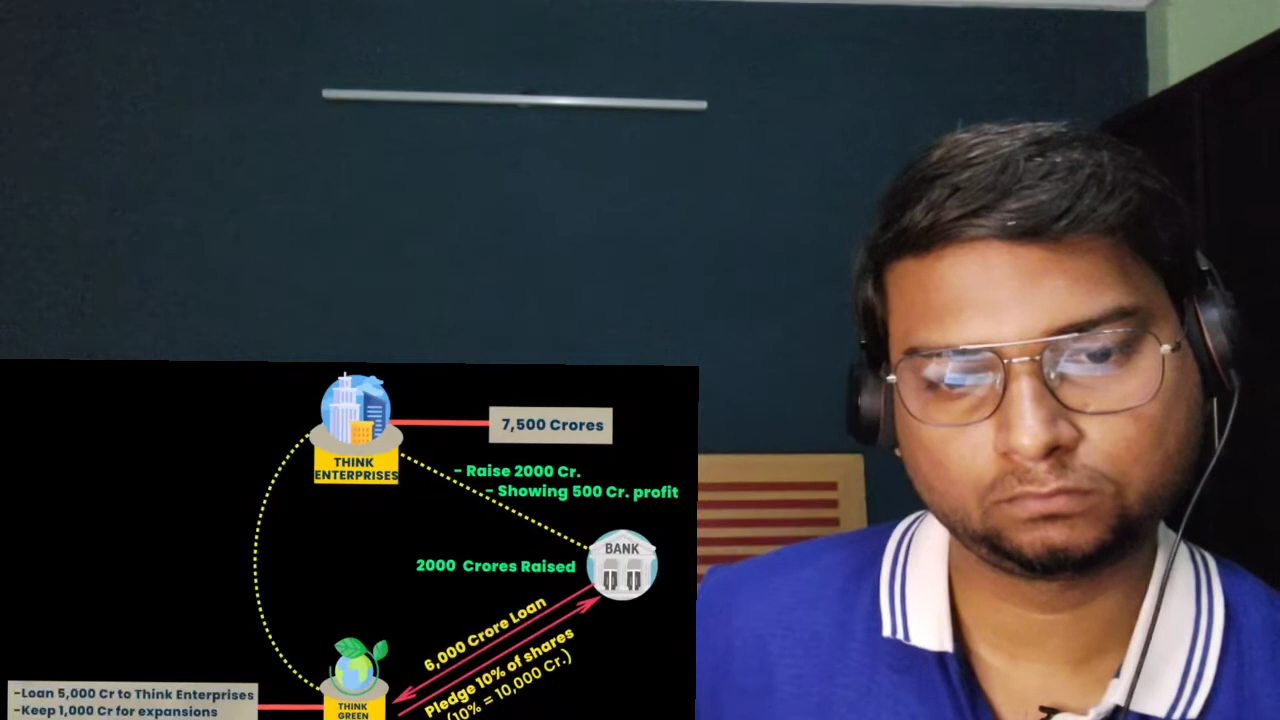 7,500 Crores
THINK
ENTERPRISES
- Raise 2000 Cr.
- Showing 500 Cr. profit
BANK
2000 Crores Raised
6,000 Crore Loan
Pledge 10% of shares
(10% = 10,000 Cr.)
-Loan 5,000 Cr to Think Enterprises
-Keep 1,000 Cr for expansions
THINK
GREEN